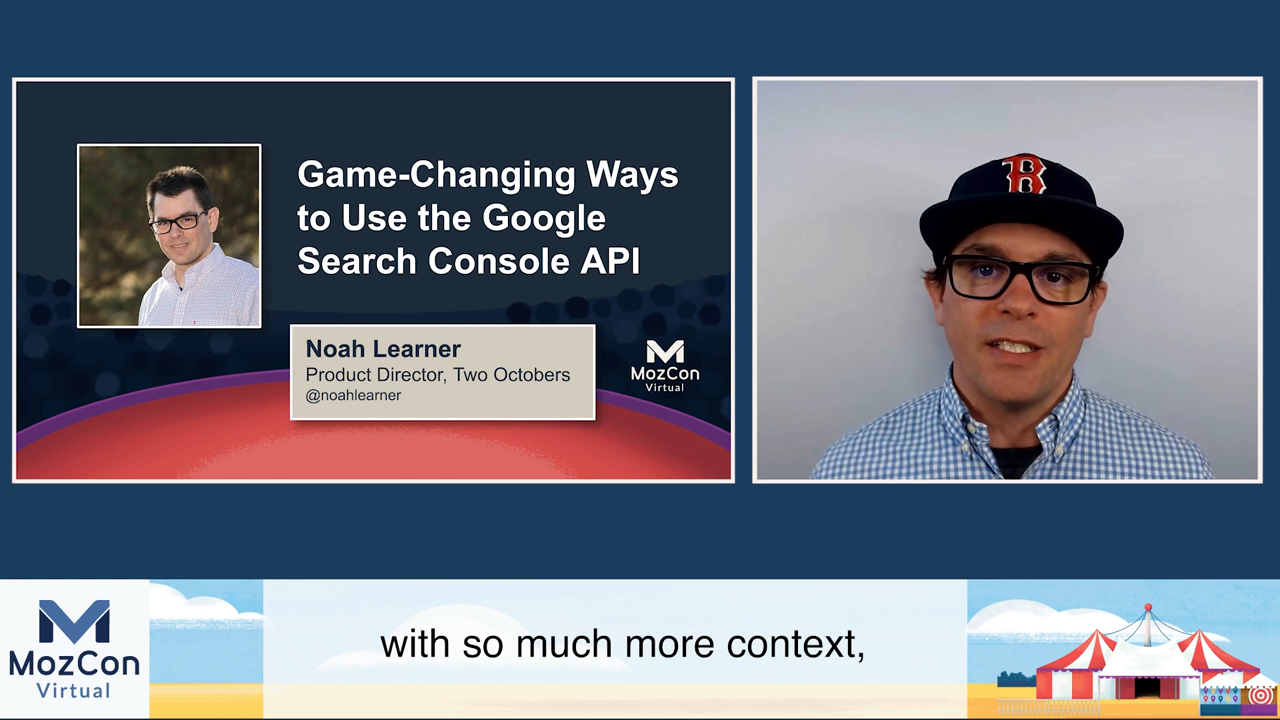 Game-Changing Ways
to Use the Google
Search Console API
Noah Learner
Product Director, Two Octobers
@noahlearner
MozCon
Virtual
B
MozCon
Virtual
with so much more context,